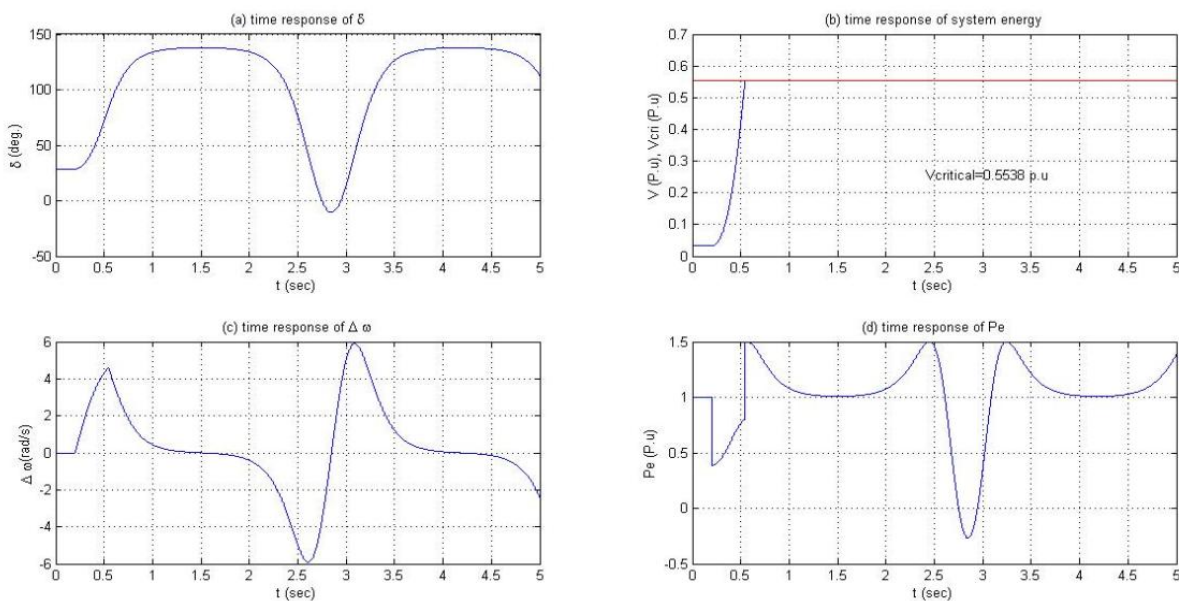 (a) time response of δ
150
100
50
0
-50
δ (deg.)
0 0.5 1 1.5 2 2.5 3 3.5 4 4.5 5
t (sec)
(b) time response of system energy
0.7
0.6
0.5
0.4
0.3
0.2
0.1
0
V (P.u), Vcri (P.u)
Vcritical=0.5538 p.u
0 0.5 1 1.5 2 2.5 3 3.5 4 4.5 5
t (sec)
(c) time response of Δ ω
6
4
2
0
-2
-4
-6
Δ ω(rad/s)
0 0.5 1 1.5 2 2.5 3 3.5 4 4.5 5
t (sec)
(d) time response of Pe
1.5
1
0.5
0
-0.5
Pe (P.u)
0 0.5 1 1.5 2 2.5 3 3.5 4 4.5 5
t (sec)